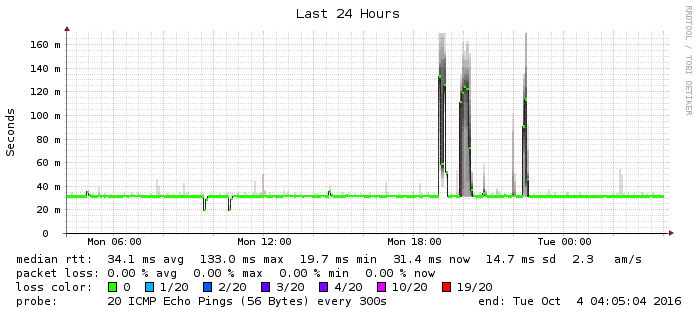 Last 24 Hours
RRDTOOL / TOBI OETIKER
Seconds
160 m
140 m
120 m
100 m
80 m
60 m
40 m
20 m
0
Mon 06:00 Mon 12:00 Mon 18:00 Tue 00:00
median rtt: 34.1 ms avg 133.0 ms max 19.7 ms min 31.4 ms now 14.7 ms sd 2.3 am/s
packet loss: 0.00 % avg 0.00 % max 0.00 % min 0.00 % now
loss color: 0 1/20 2/20 3/20 4/20 10/20 19/20
probe: 20 ICMP Echo Pings (56 Bytes) every 300s end: Tue Oct 4 04:05:04 2016